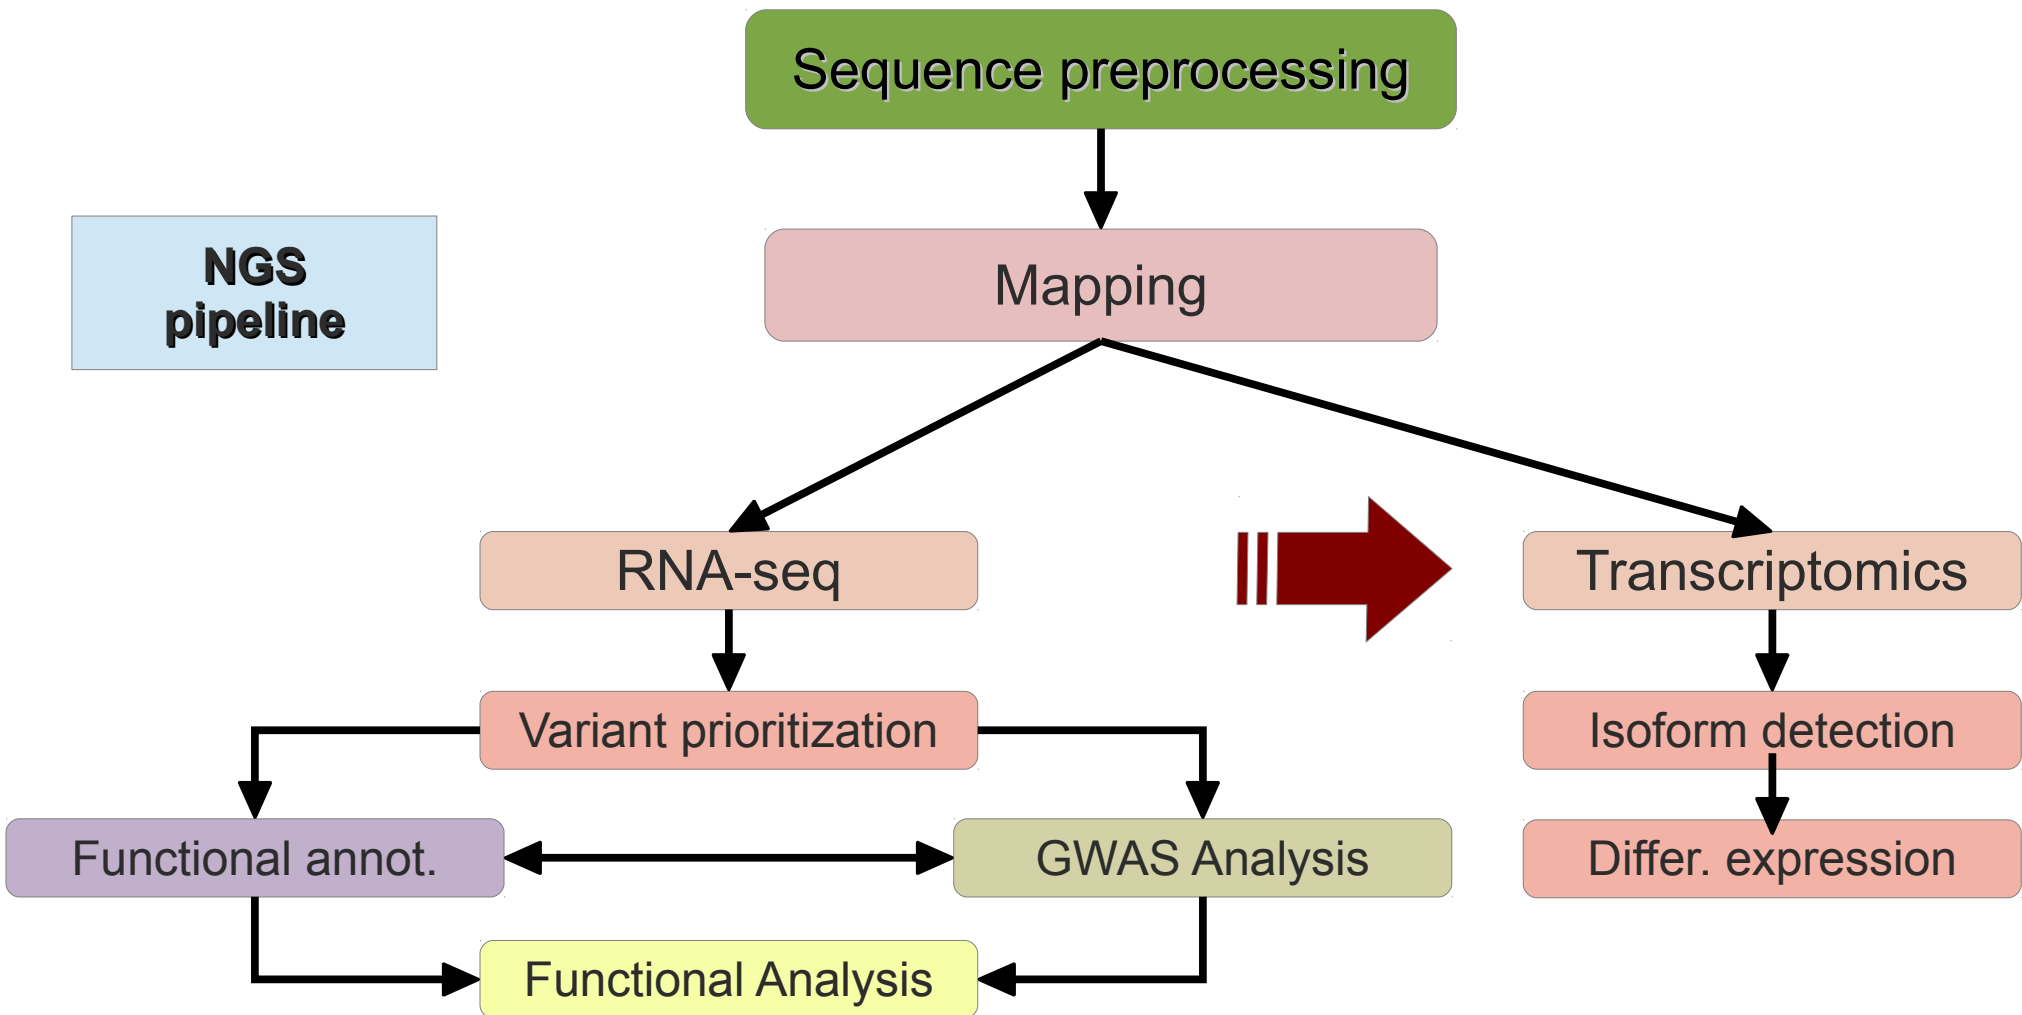 Sequence preprocessing
NGS
pipeline
Mapping
RNA-seq
Transcriptomics
Variant prioritization
Isoform detection
Functional annot.
GWAS Analysis
Differ. expression
Functional Analysis